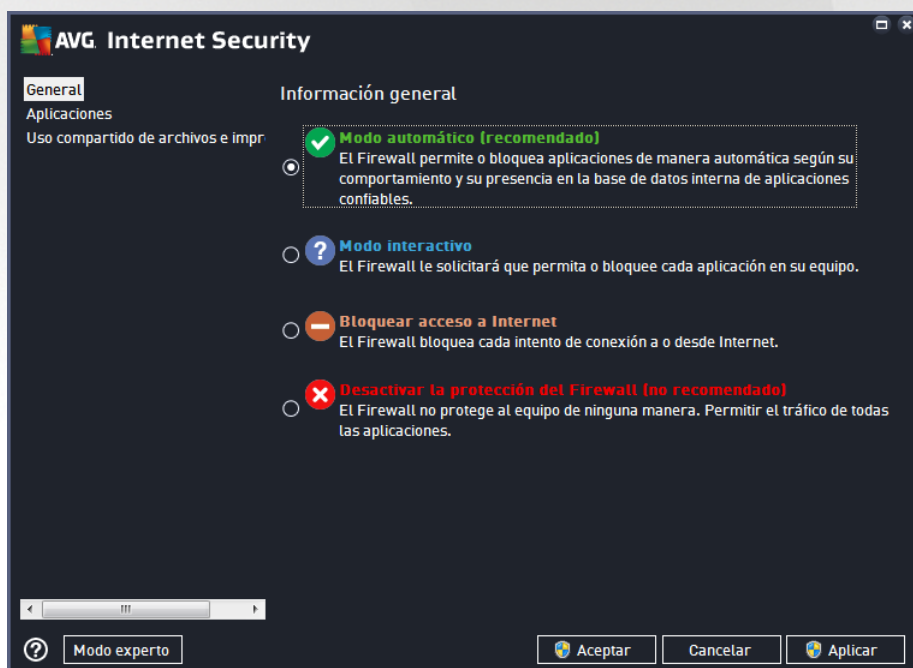 AVG Internet Security
General
Aplicaciones
Uso compartido de archivos e impr
Información general
Modo automático (recomendado)
El Firewall permite o bloquea aplicaciones de manera automática según su
comportamiento y su presencia en la base de datos interna de aplicaciones
confiables.
Modo interactivo
El Firewall le solicitará que permita o bloquee cada aplicación en su equipo.
Bloquear acceso a Internet
El Firewall bloquea cada intento de conexión a o desde Internet.
Desactivar la protección del Firewall (no recomendado)
El Firewall no protege al equipo de ninguna manera. Permitir el tráfico de todas
las aplicaciones.
Modo experto
Aceptar
Cancelar
Aplicar